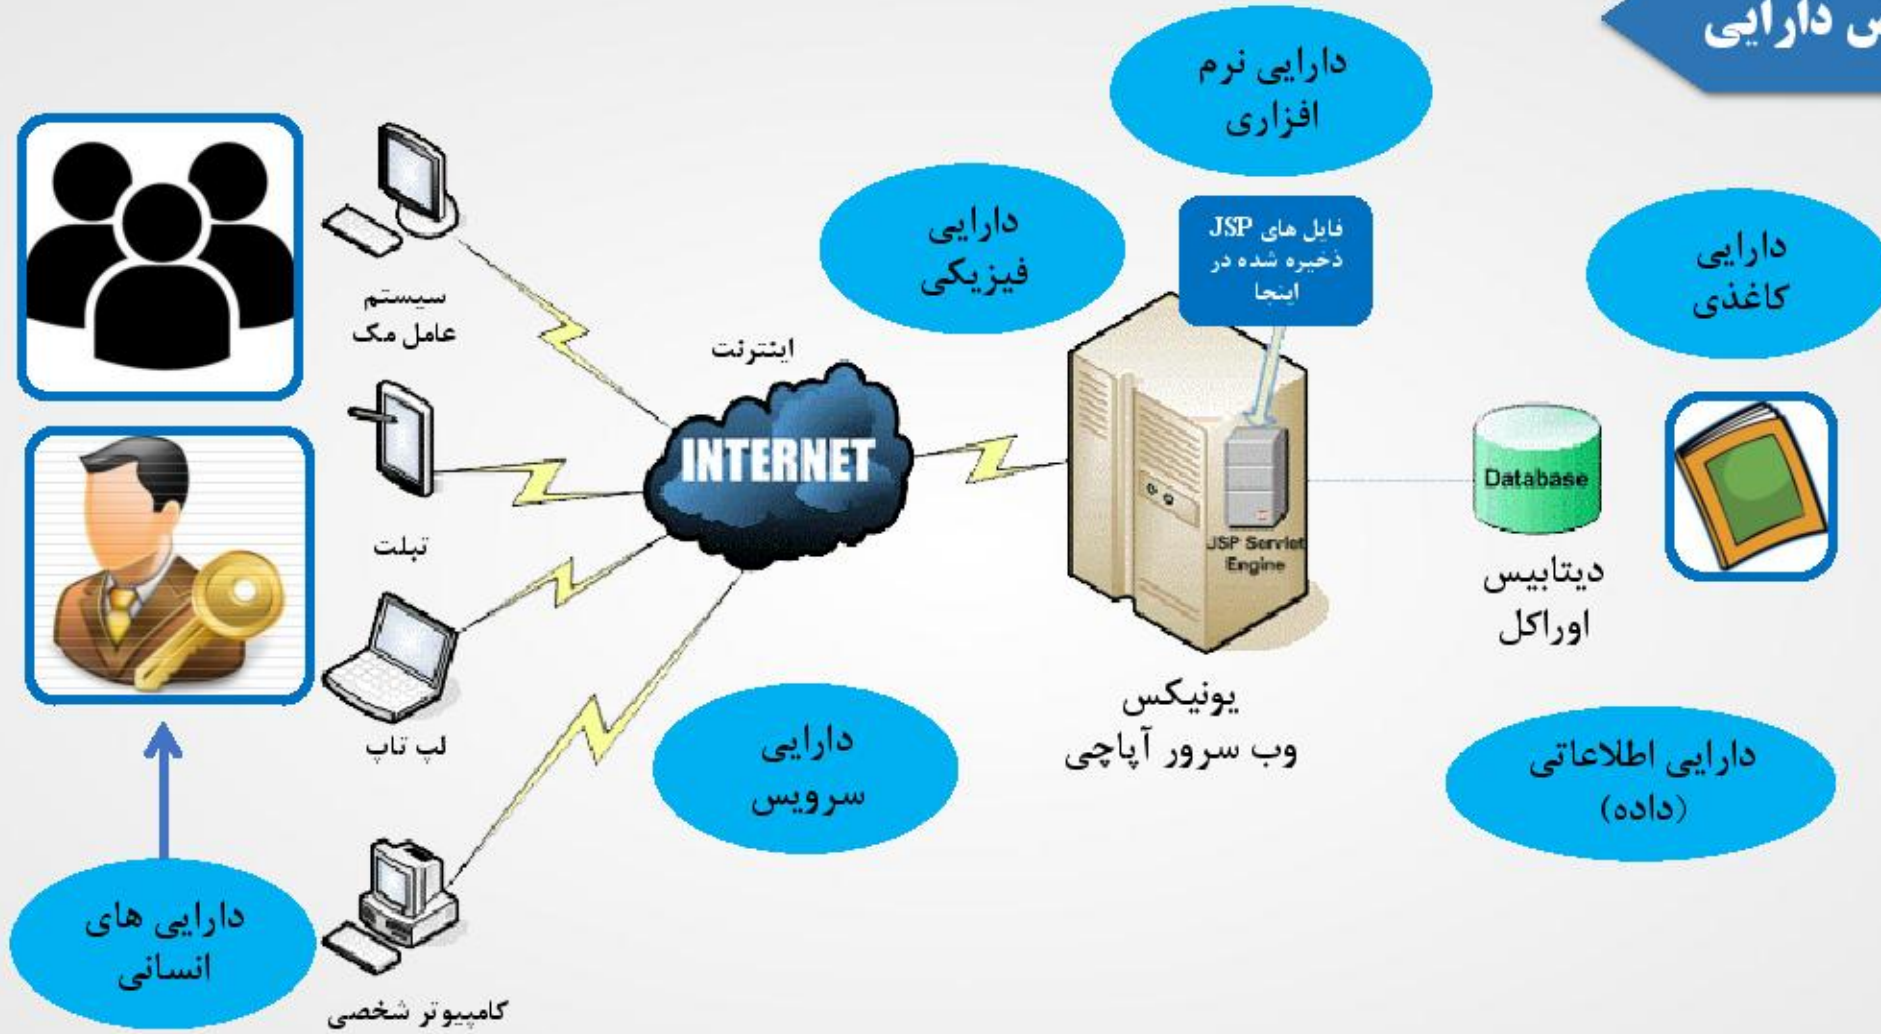 دارایی
دارایی نرم
افزاری
دارایی
فیزیکی
فایل های JSP
ذخیره شده در
اینجا
دارایی
کاغذی
سیستم
عامل مک
اینترنت
INTERNET
تبلت
لپ تاپ
کامپیوتر شخصی
JSP Servlet
Engine
Database
دیتابیس
اوراکل
یونیکس
وب سرور آپاچی
دارایی
سرویس
دارایی اطلاعاتی
(داده)
دارایی های
انسانی